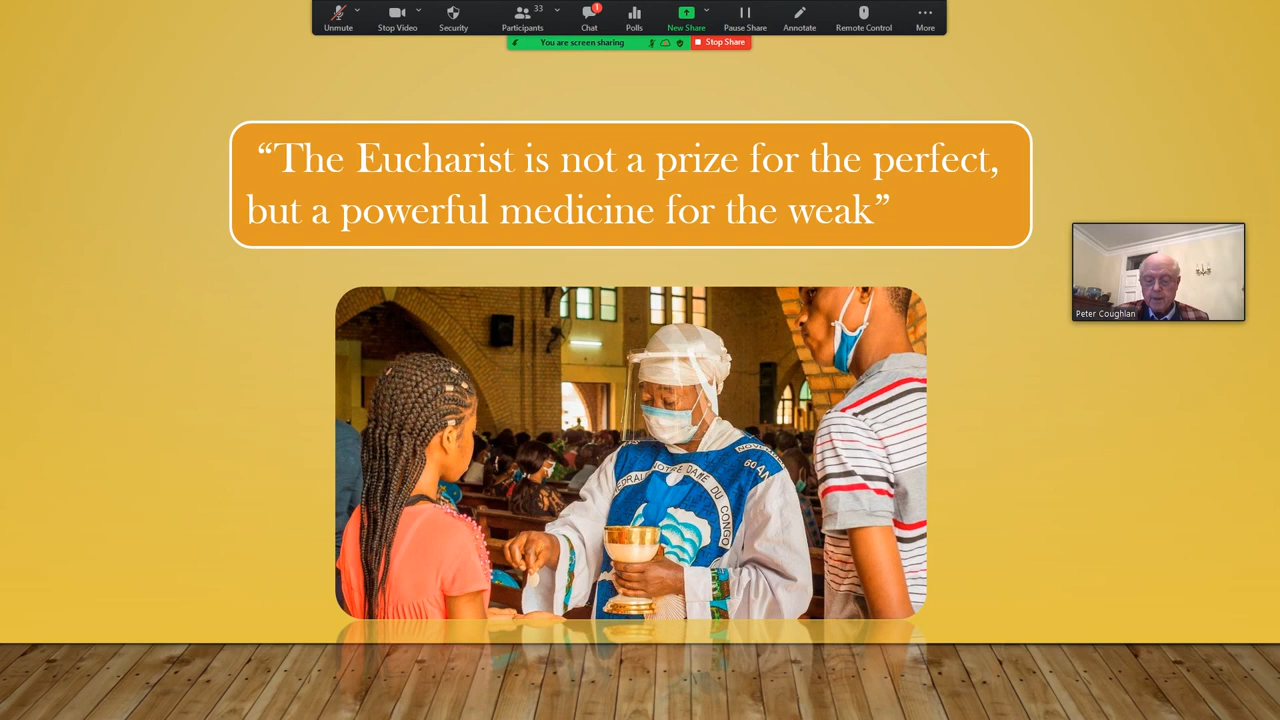 Unmute
Stop Video
Security
Participants
33
Chat
1
Polls
New Share
Pause Share
Annotate
Remote Control
More
You are screen sharing
Stop Share
“The Eucharist is not a prize for the perfect,
but a powerful medicine for the weak”
Peter Coughlan
NOTRE DAME DU CONGO
60 AN